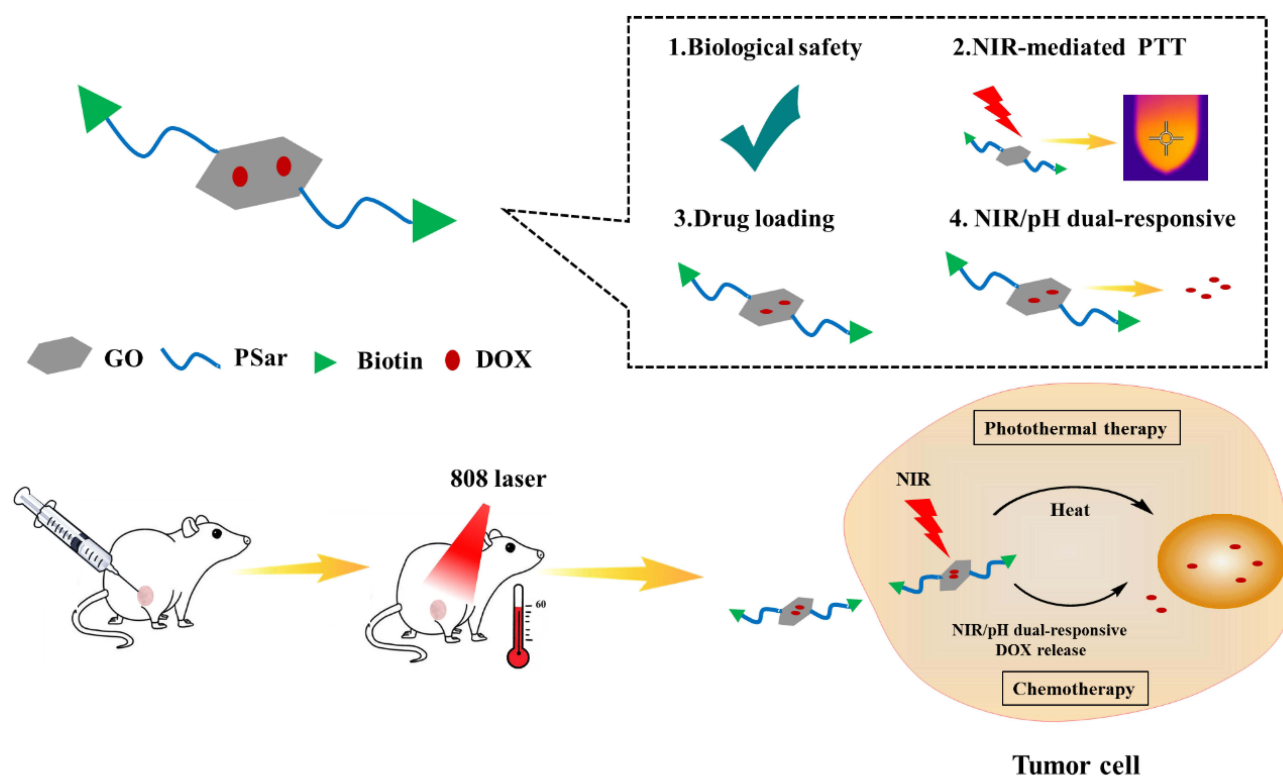 1.Biological safety
2.NIR-mediated PTT
3.Drug loading
4. NIR/pH dual-responsive
GO
PSar
Biotin
DOX
808 laser
60
Photothermal therapy
NIR
Heat
NIR/pH dual-responsive
DOX release
Chemotherapy
Tumor cell